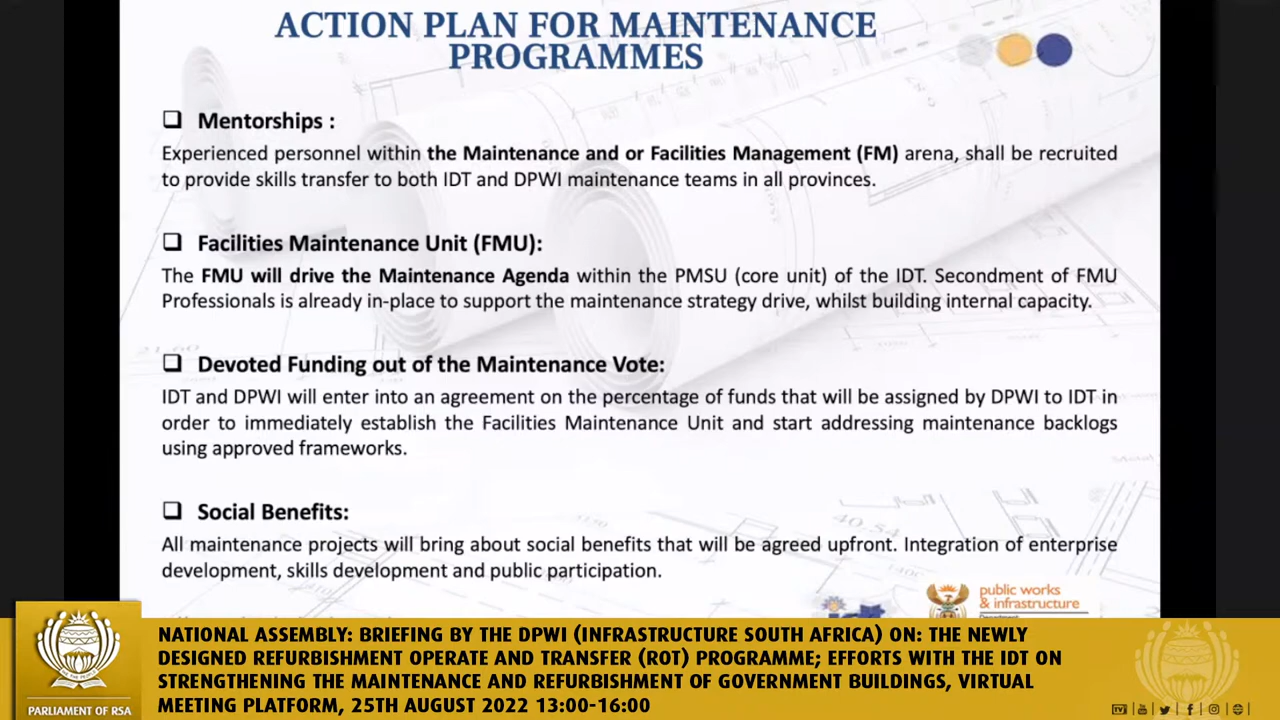 ACTION PLAN FOR MAINTENANCE
PROGRAMMES
Mentorships :
Experienced personnel within the Maintenance and or Facilities Management (FM) arena, shall be recruited
to provide skills transfer to both IDT and DPWI maintenance teams in all provinces.
Facilities Maintenance Unit (FMU):
The FMU will drive the Maintenance Agenda within the PMSU (core unit) of the IDT. Secondment of FMU
Professionals is already in-place to support the maintenance strategy drive, whilst building internal capacity.
Devoted Funding out of the Maintenance Vote:
IDT and DPWI will enter into an agreement on the percentage of funds that will be assigned by DPWI to IDT in
order to immediately establish the Facilities Maintenance Unit and start addressing maintenance backlogs
using approved frameworks.
Social Benefits:
All maintenance projects will bring about social benefits that will be agreed upfront. Integration of enterprise
development, skills development and public participation.
public works
& infrastructure
NATIONAL ASSEMBLY: BRIEFING BY THE DPWI (INFRASTRUCTURE SOUTH AFRICA) ON: THE NEWLY
DESIGNED REFURBISHMENT OPERATE AND TRANSFER (ROT) PROGRAMME; EFFORTS WITH THE IDT ON
STRENGTHENING THE MAINTENANCE AND REFURBISHMENT OF GOVERNMENT BUILDINGS, VIRTUAL
MEETING PLATFORM, 25TH AUGUST 2022 13:00-16:00
PARLIAMENT OF RSA